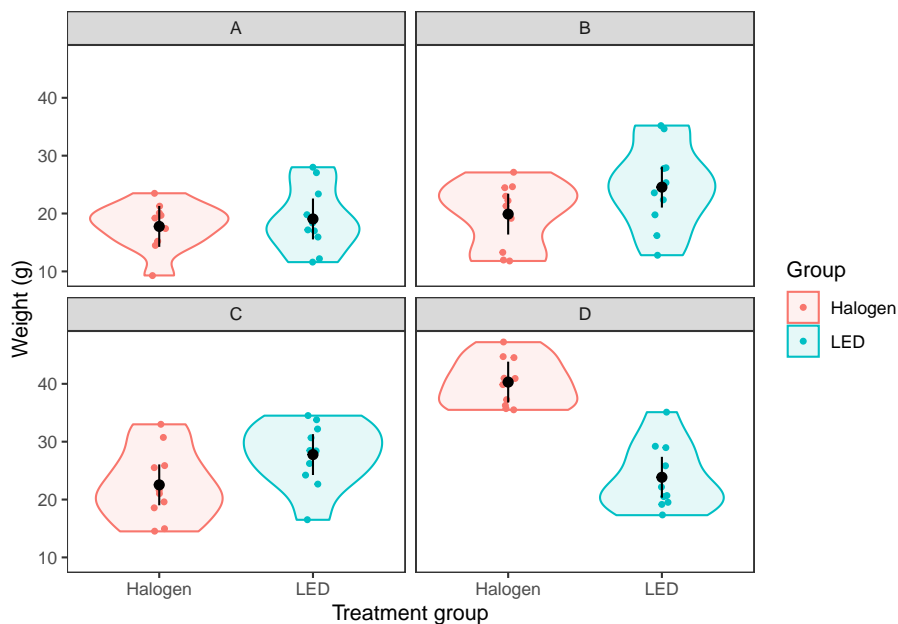 A
B
40
30
20
10
C
D
40
30
20
10
Weight (g)
Halogen
LED
Halogen
LED
Treatment group
Group
Halogen
LED